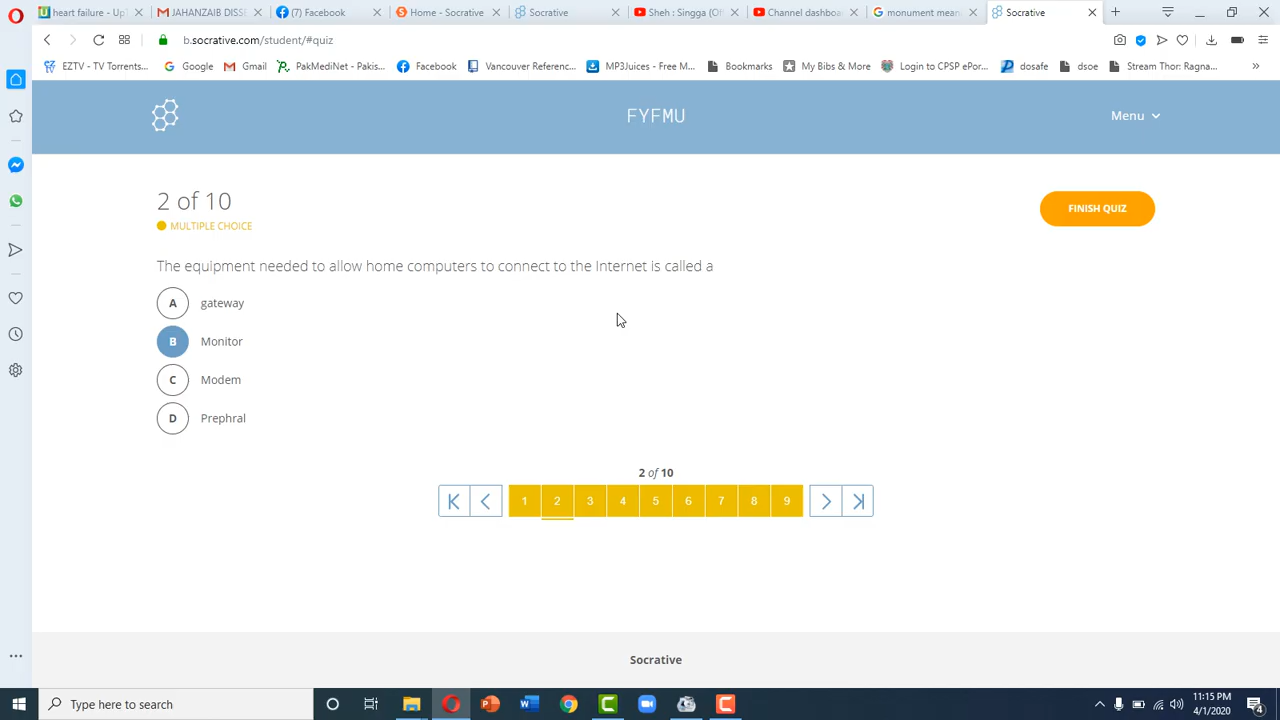 heart failure - Up
JAHANZAIB DISSE
(7) Facebook
Home - Socrative
Socrative
Sheh : Singga (Of
Channel dashboa
monument mean
Socrative
b.socrative.com/student/#quiz
EZTV - TV Torrents...
Google
Gmail
PakMediNet - Pakis...
Facebook
Vancouver Referenc...
MP3Juices - Free M...
Bookmarks
My Bibs & More
Login to CPSP ePor...
dosafe
dsoe
Stream Thor: Ragna...
FYFMU
Menu
2 of 10
FINISH QUIZ
MULTIPLE CHOICE
The equipment needed to allow home computers to connect to the Internet is called a
A gateway
B Monitor
C Modem
D Prephral
2 of 10
1 2 3 4 5 6 7 8 9
Socrative
Type here to search
11:15 PM
4/1/2020
4